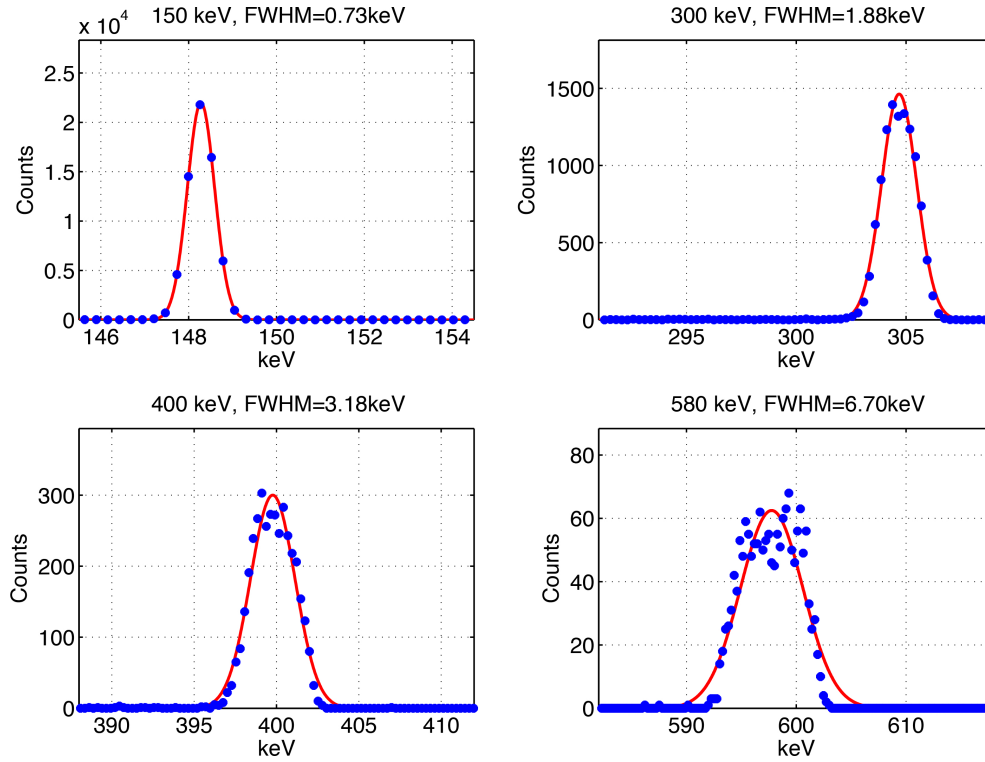 150 keV, FWHM=0.73keV
x 10^4
2.5
2
1.5
1
0.5
0
Counts
146 148 150 152 154
keV
300 keV, FWHM=1.88keV
1500
1000
500
0
Counts
295 300 305
keV
400 keV, FWHM=3.18keV
300
200
100
0
Counts
390 395 400 405 410
keV
580 keV, FWHM=6.70keV
80
60
40
20
0
Counts
590 600 610
keV